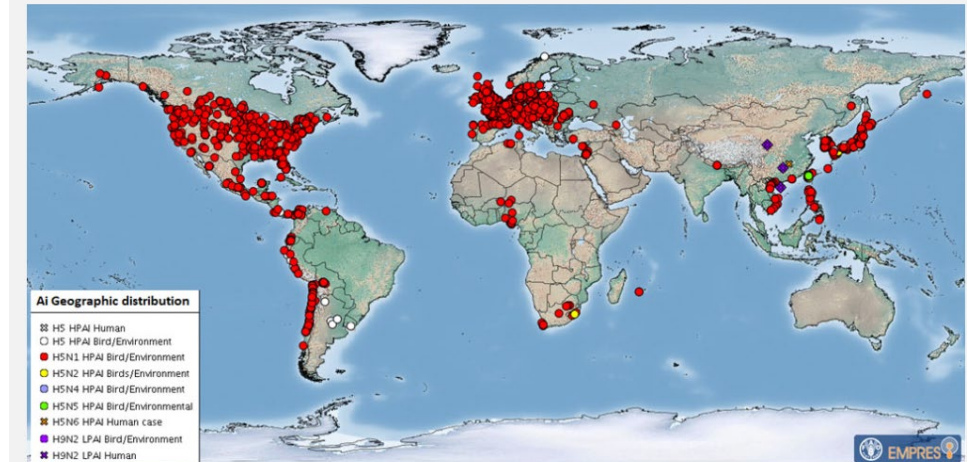 Ai Geographic distribution
H5 HPAI Human
H5 HPAI Bird/Environment
H5N1 HPAI Bird/Environment
H5N2 HPAI Birds/Environment
H5N4 HPAI Bird/Environment
H5N5 HPAI Bird/Environmental
H5N6 HPAI Human case
H9N2 LPAI Bird/Environment
H9N2 LPAI Human
EMPRES